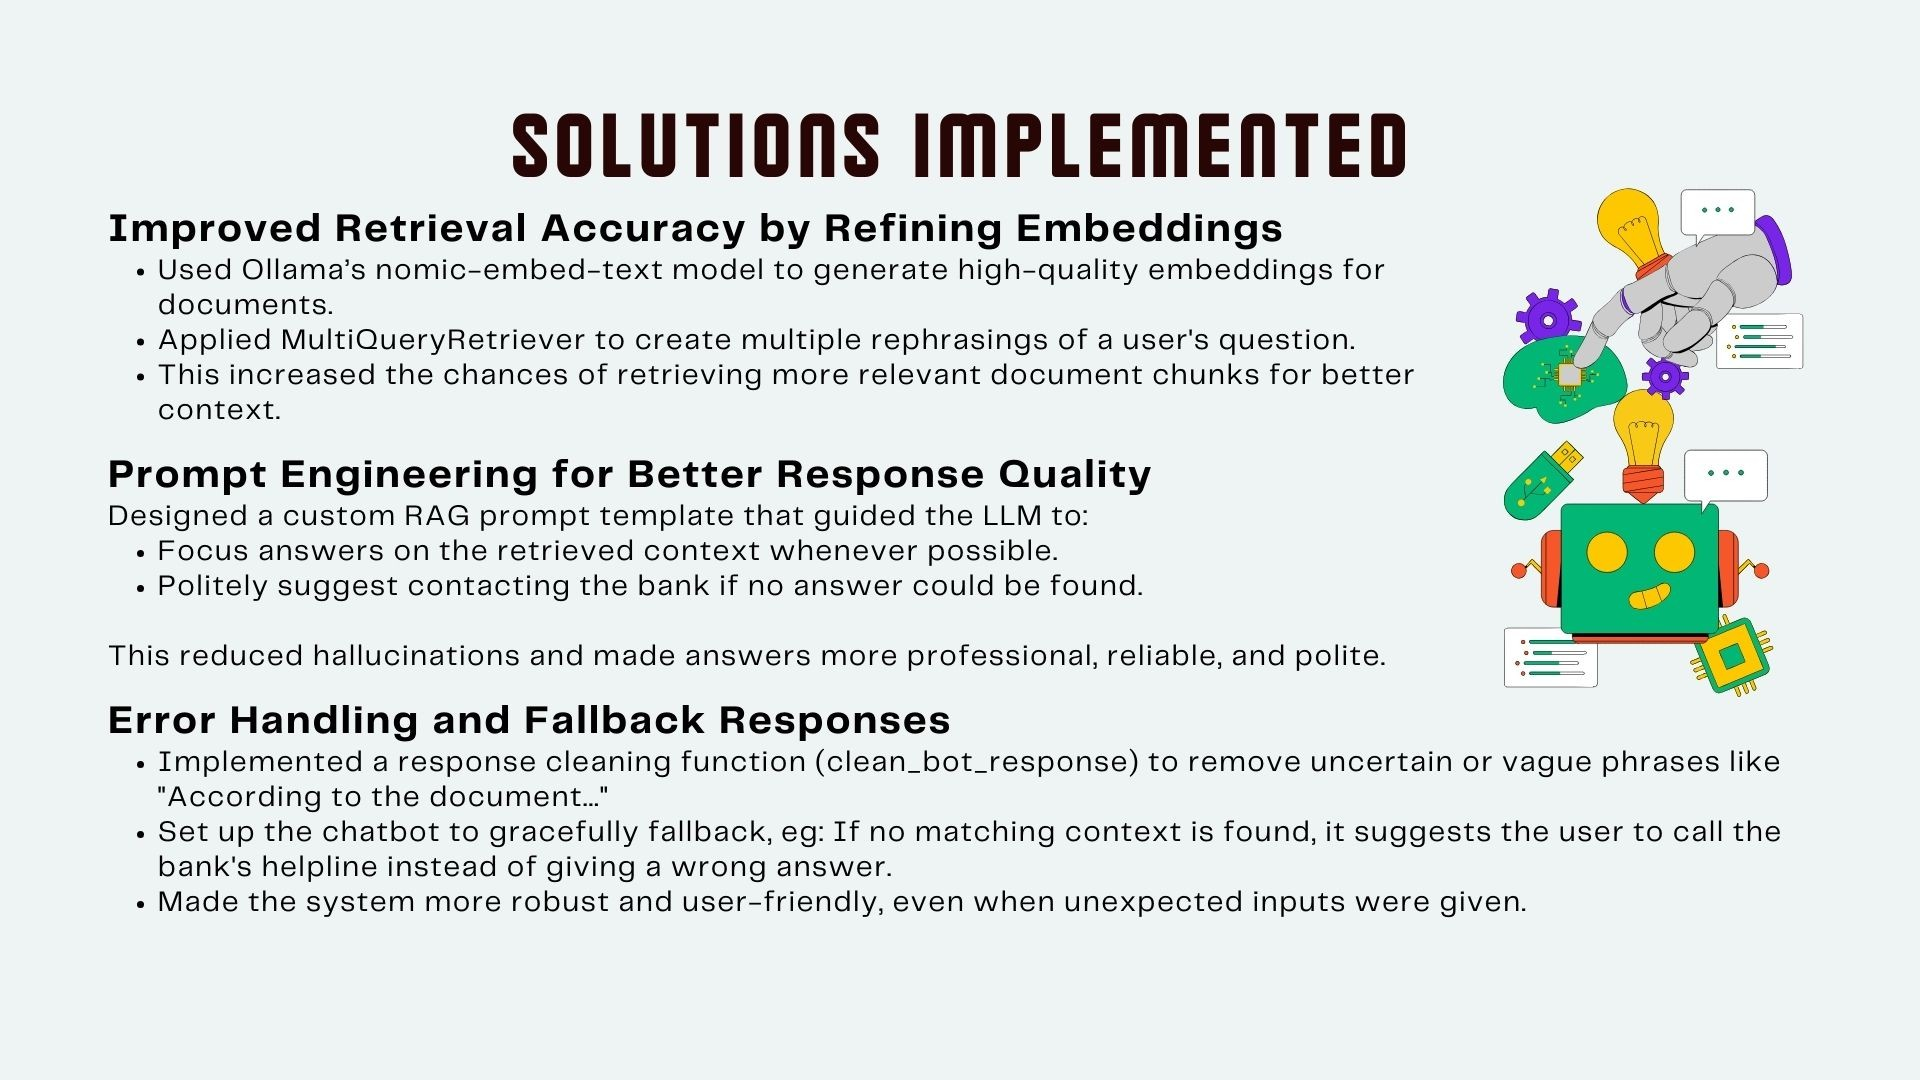 SOLUTIONS IMPLEMENTED
Improved Retrieval Accuracy by Refining Embeddings
• Used Ollama’s nomic-embed-text model to generate high-quality embeddings for
documents.
• Applied MultiQueryRetriever to create multiple rephrasings of a user's question.
• This increased the chances of retrieving more relevant document chunks for better
context.
Prompt Engineering for Better Response Quality
Designed a custom RAG prompt template that guided the LLM to:
• Focus answers on the retrieved context whenever possible.
• Politely suggest contacting the bank if no answer could be found.
This reduced hallucinations and made answers more professional, reliable, and polite.
Error Handling and Fallback Responses
• Implemented a response cleaning function (clean_bot_response) to remove uncertain or vague phrases like
"According to the document…"
• Set up the chatbot to gracefully fallback, eg: If no matching context is found, it suggests the user to call the
bank's helpline instead of giving a wrong answer.
• Made the system more robust and user-friendly, even when unexpected inputs were given.